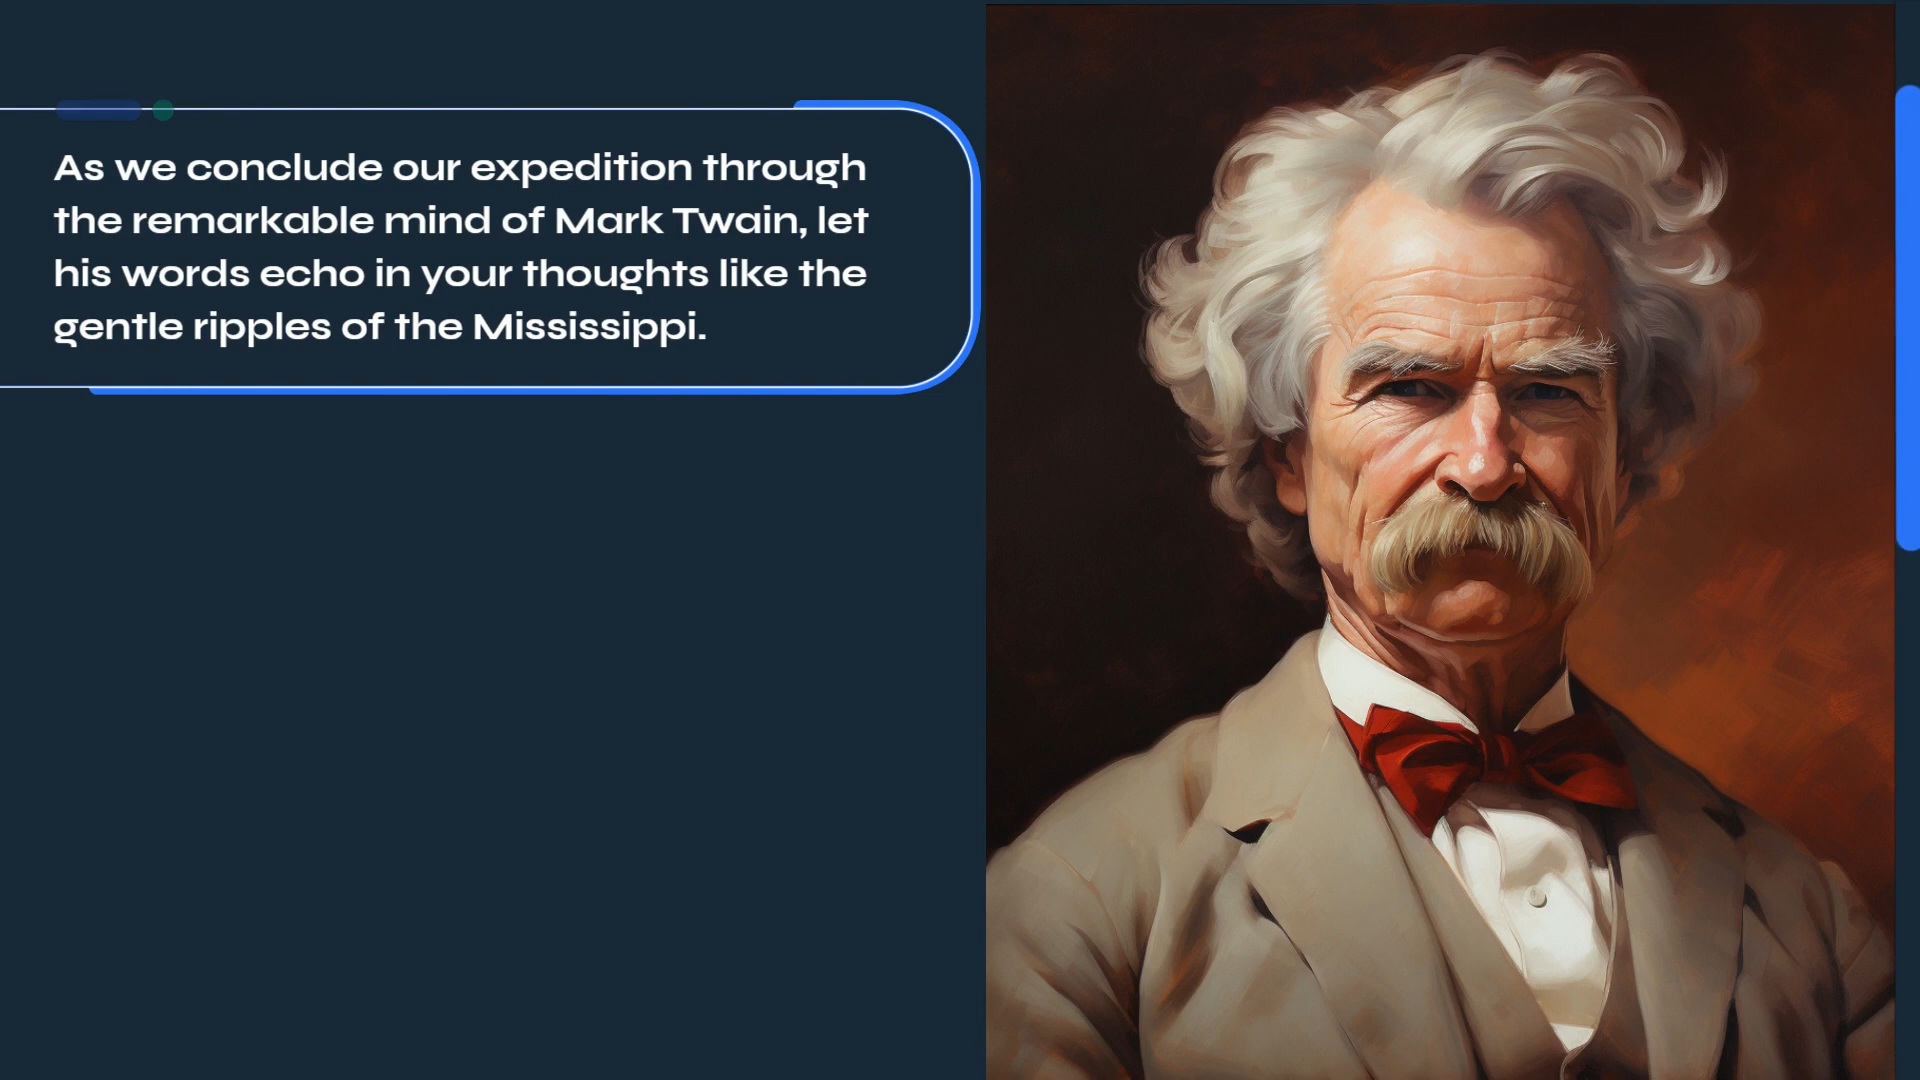 As we conclude our expedition through
the remarkable mind of Mark Twain, let
his words echo in your thoughts like the
gentle ripples of the Mississippi.